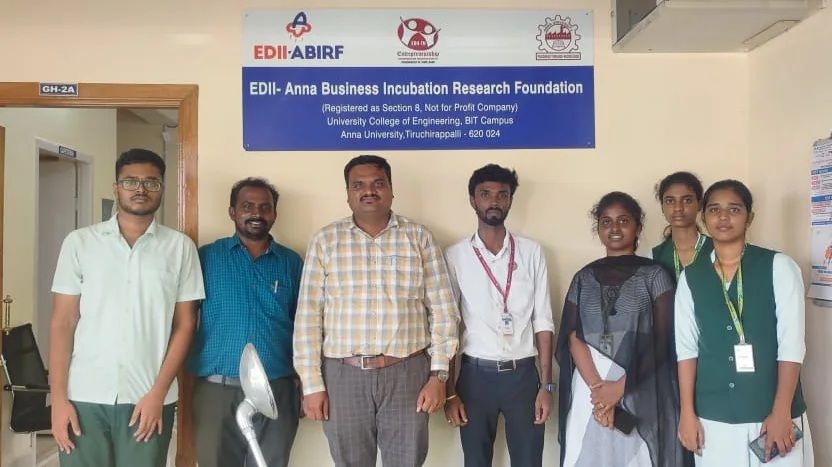 EDII-ABIRF
Entrepreneurship
GH-2A
EDII- Anna Business Incubation Research Foundation
(Registered as Section 8, Not for Profit Company)
University College of Engineering, BIT Campus
Anna University,Tiruchirappalli - 620 024